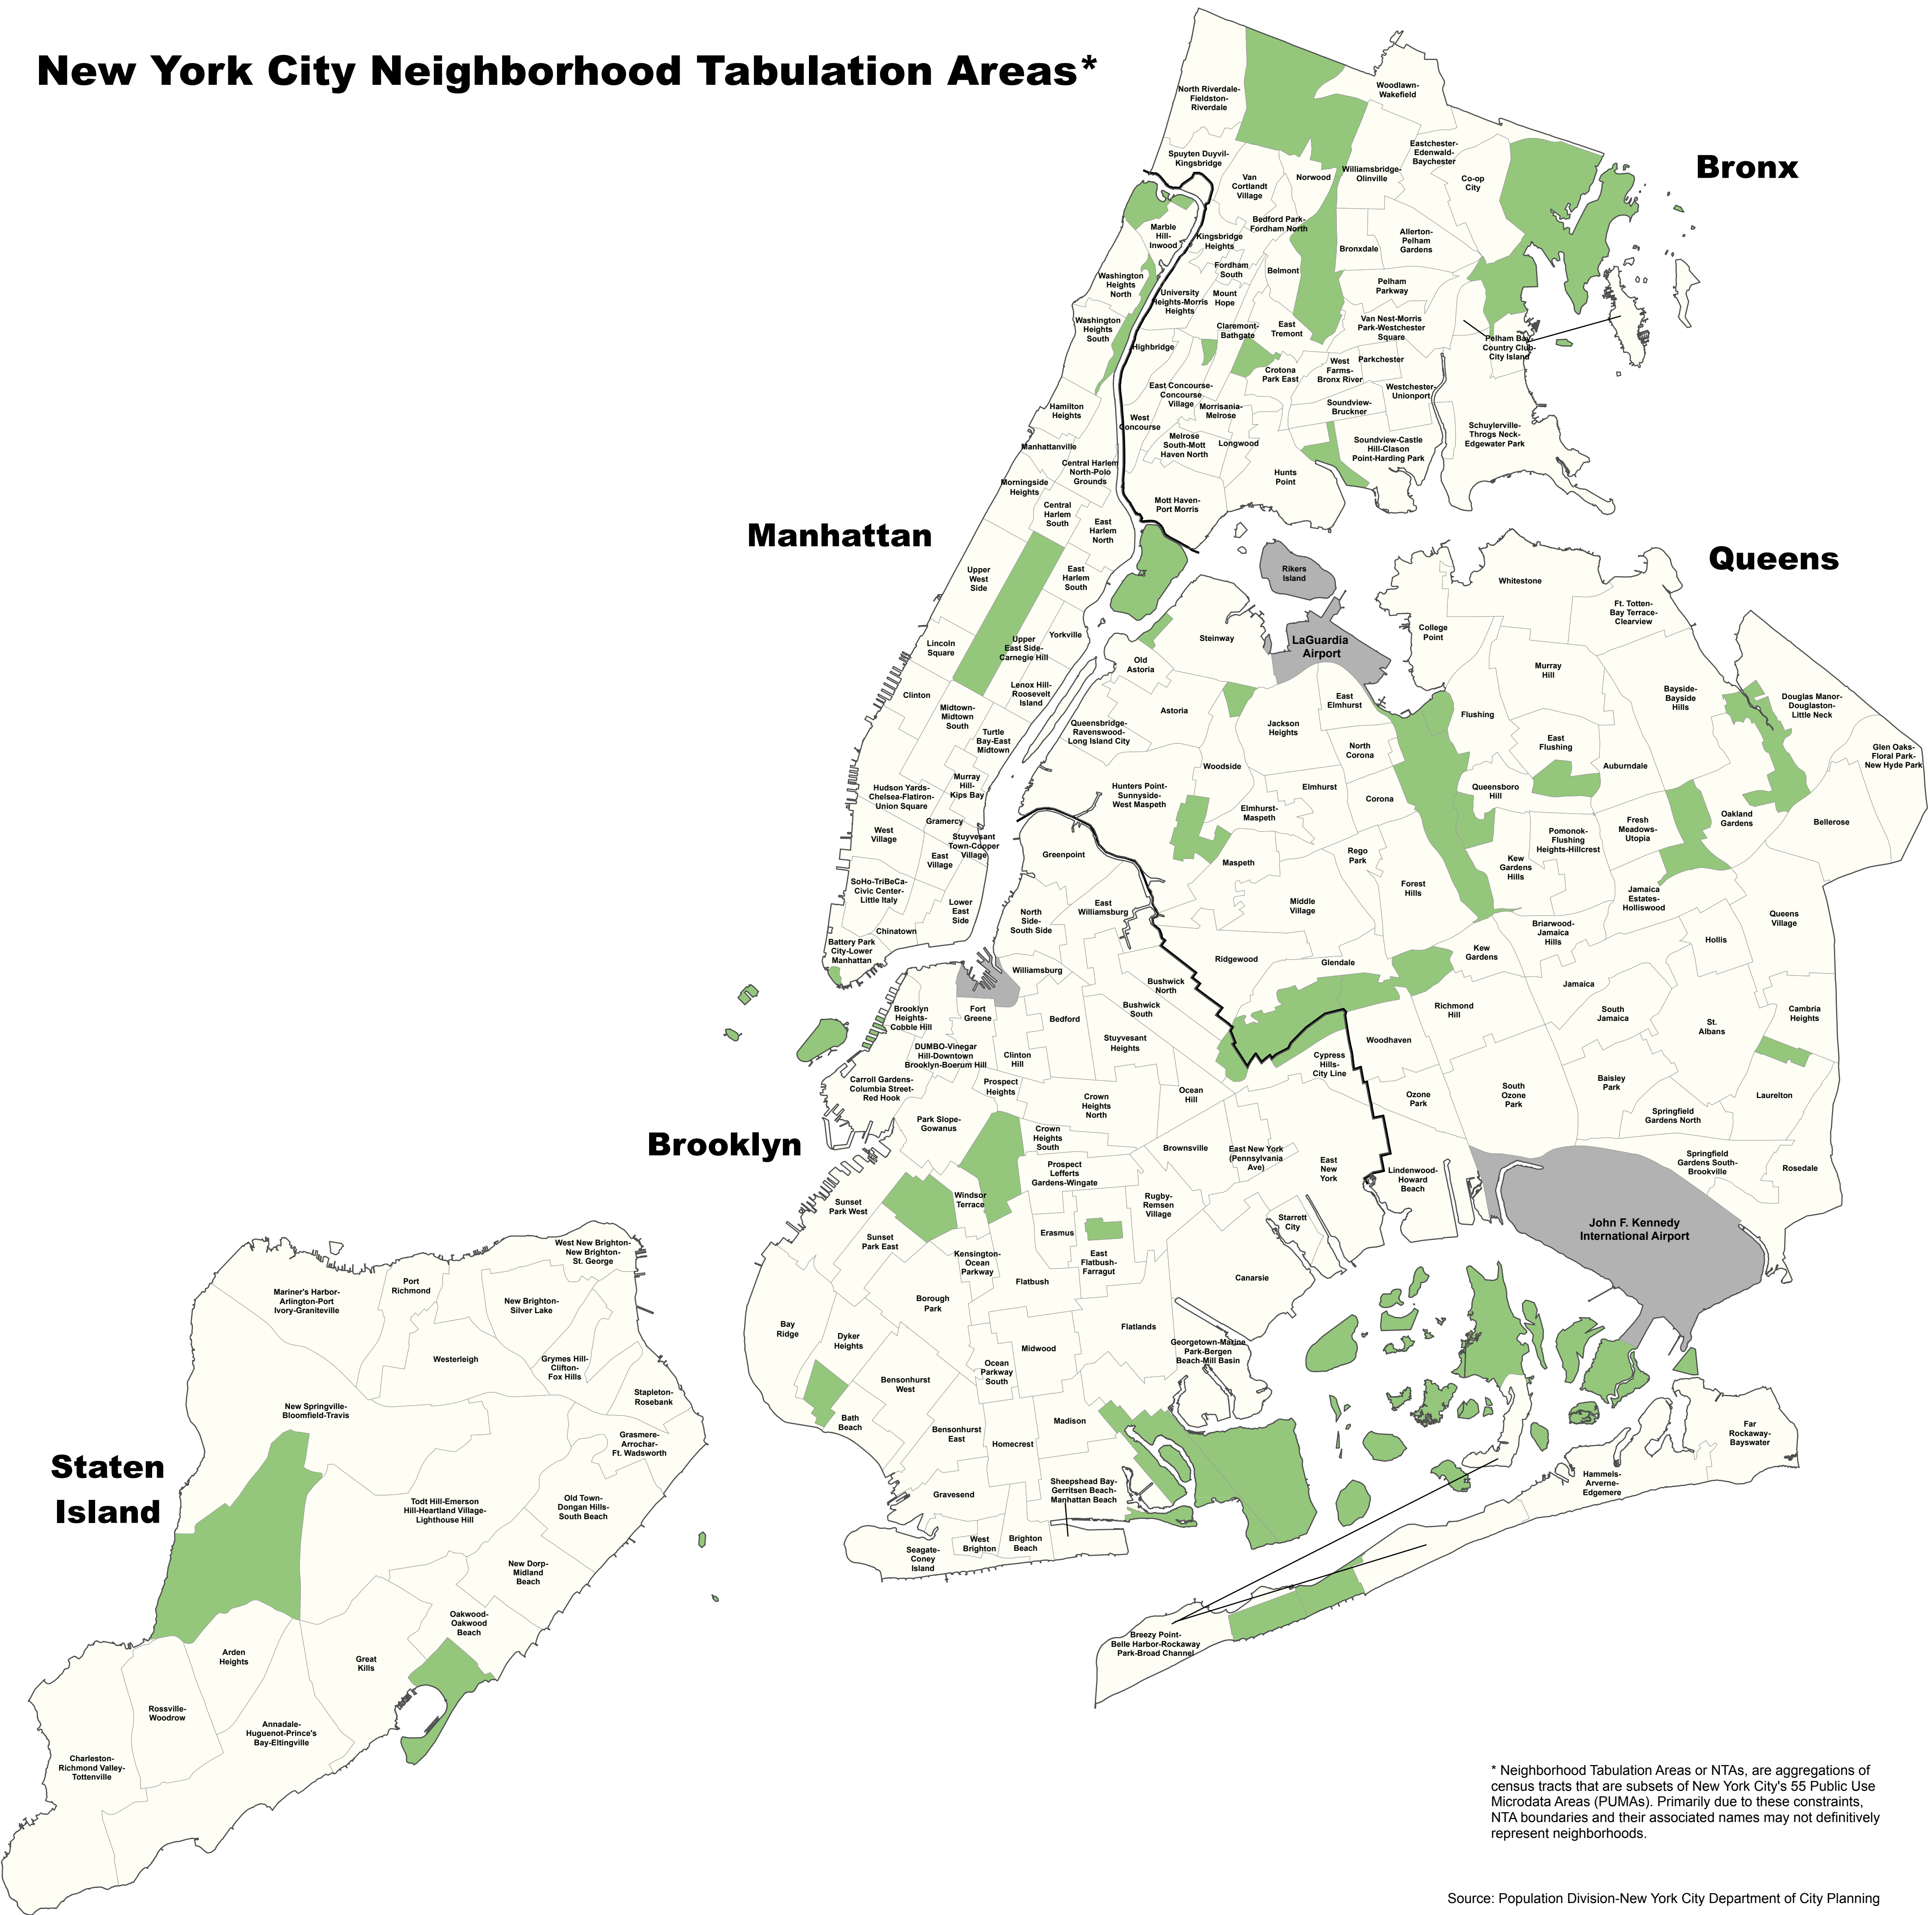 New York City Neighborhood Tabulation Areas*
Bronx
North Riverdale-
Fieldston-
Riverdale
Woodlawn-
Wakefield
Spuyten Duyvil-
Kingsbridge
Van
Cortlandt
Village
Norwood
Williamsbridge-
Olinville
Eastchester-
Edenwald-
Baychester
Co-op
City
Bedford Park-
Fordham North
Kingsbridge
Heights
Bronxdale
Allerton-
Pelham
Gardens
Fordham
South
Belmont
Pelham
Parkway
University
Heights-Morris
Heights
Mount
Hope
Claremont-
Bathgate
East
Tremont
Van Nest-Morris
Park-Westchester
Square
Pelham Bay-
Country Club-
City Island
Highbridge
Crotona
Park East
West
Farms-
Bronx River
Parkchester
East Concourse-
Concourse
Village
Westchester-
Unionport
West
Concourse
Morrisania-
Melrose
Soundview-
Bruckner
Melrose
South-Mott
Haven North
Longwood
Soundview-Castle
Hill-Clason
Point-Harding Park
Schuylerville-
Throgs Neck-
Edgewater Park
Hunts
Point
Mott Haven-
Port Morris
Rikers
Island
Manhattan
Marble
Hill-
Inwood
Washington
Heights
North
Washington
Heights
South
Hamilton
Heights
Manhattanville
Central Harlem
North-Polo
Grounds
Morningside
Heights
Central
Harlem
South
East
Harlem
North
Upper
West
Side
East
Harlem
South
Lincoln
Square
Upper
East Side-
Carnegie Hill
Yorkville
Clinton
Lenox Hill-
Roosevelt
Island
Midtown-
Midtown
South
Turtle
Bay-East
Midtown
Hudson Yards-
Chelsea-Flatiron-
Union Square
Murray
Hill-
Kips Bay
Gramercy
West
Village
East
Village
Stuyvesant
Town-Cooper
Village
SoHo-TriBeCa-
Civic Center-
Little Italy
Lower
East
Side
Chinatown
Battery Park
City-Lower
Manhattan
Queens
Steinway
LaGuardia
Airport
College
Point
Whitestone
Ft. Totten-
Bay Terrace-
Clearview
Old
Astoria
Astoria
East
Elmhurst
Murray
Hill
Bayside-
Bayside
Hills
Douglas Manor-
Douglaston-
Little Neck
Queensbridge-
Ravenswood-
Long Island City
Jackson
Heights
North
Corona
Flushing
East
Flushing
Auburndale
Glen Oaks-
Floral Park-
New Hyde Park
Woodside
Hunters Point-
Sunnyside-
West Maspeth
Elmhurst-
Maspeth
Elmhurst
Corona
Queensboro
Hill
Oakland
Gardens
Bellerose
Maspeth
Rego
Park
Forest
Hills
Kew
Gardens
Hills
Pomonok-
Flushing
Heights-Hillcrest
Fresh
Meadows-
Utopia
Jamaica
Estates-
Holliswood
Middle
Village
Briarwood-
Jamaica
Hills
Hollis
Queens
Village
Ridgewood
Glendale
Kew
Gardens
Jamaica
Richmond
Hill
South
Jamaica
St.
Albans
Cambria
Heights
Woodhaven
Ozone
Park
South
Ozone
Park
Baisley
Park
Springfield
Gardens North
Laurelton
Lindenwood-
Howard
Beach
Springfield
Gardens South-
Brookville
Rosedale
John F. Kennedy
International Airport
Far
Rockaway-
Bayswater
Hammels-
Arverne-
Edgemere
Breezy Point-
Belle Harbor-Rockaway
Park-Broad Channel
Brooklyn
Greenpoint
North
Side-
South Side
East
Williamsburg
Williamsburg
Bushwick
North
Bushwick
South
Brooklyn
Heights-
Cobble Hill
Fort
Greene
Bedford
DUMBO-Vinegar
Hill-Downtown
Brooklyn-Boerum Hill
Clinton
Hill
Stuyvesant
Heights
Cypress
Hills-
City Line
Carroll Gardens-
Columbia Street-
Red Hook
Prospect
Heights
Crown
Heights
North
Ocean
Hill
Park Slope-
Gowanus
Crown
Heights
South
Brownsville
East New York
(Pennsylvania
Ave)
East
New
York
Prospect
Lefferts
Gardens-Wingate
Windsor
Terrace
Rugby-
Remsen
Village
Sunset
Park West
Sunset
Park East
Erasmus
East
Flatbush-
Farragut
Starrett
City
Kensington-
Ocean
Parkway
Flatbush
Canarsie
Borough
Park
Bay
Ridge
Dyker
Heights
Flatlands
Midwood
Georgetown-Marine
Park-Bergen
Beach-Mill Basin
Ocean
Parkway
South
Bensonhurst
West
Bath
Beach
Bensonhurst
East
Madison
Homecrest
Gravesend
Sheepshead Bay-
Gerritsen Beach-
Manhattan Beach
Seagate-
Coney
Island
West
Brighton
Brighton
Beach
Staten
Island
West New Brighton-
New Brighton-
St. George
Mariner's Harbor-
Arlington-Port
Ivory-Graniteville
Port
Richmond
New Brighton-
Silver Lake
Westerleigh
Grymes Hill-
Clifton-
Fox Hills
Stapleton-
Rosebank
New Springville-
Bloomfield-Travis
Grasmere-
Arrochar-
Ft. Wadsworth
Todt Hill-Emerson
Hill-Heartland Village-
Lighthouse Hill
Old Town-
Dongan Hills-
South Beach
New Dorp-
Midland
Beach
Oakwood-
Oakwood
Beach
Arden
Heights
Great
Kills
Rossville-
Woodrow
Annadale-
Huguenot-Prince's
Bay-Eltingville
Charleston-
Richmond Valley-
Tottenville
* Neighborhood Tabulation Areas or NTAs, are aggregations of
census tracts that are subsets of New York City's 55 Public Use
Microdata Areas (PUMAs). Primarily due to these constraints,
NTA boundaries and their associated names may not definitively
represent neighborhoods.
Source: Population Division-New York City Department of City Planning